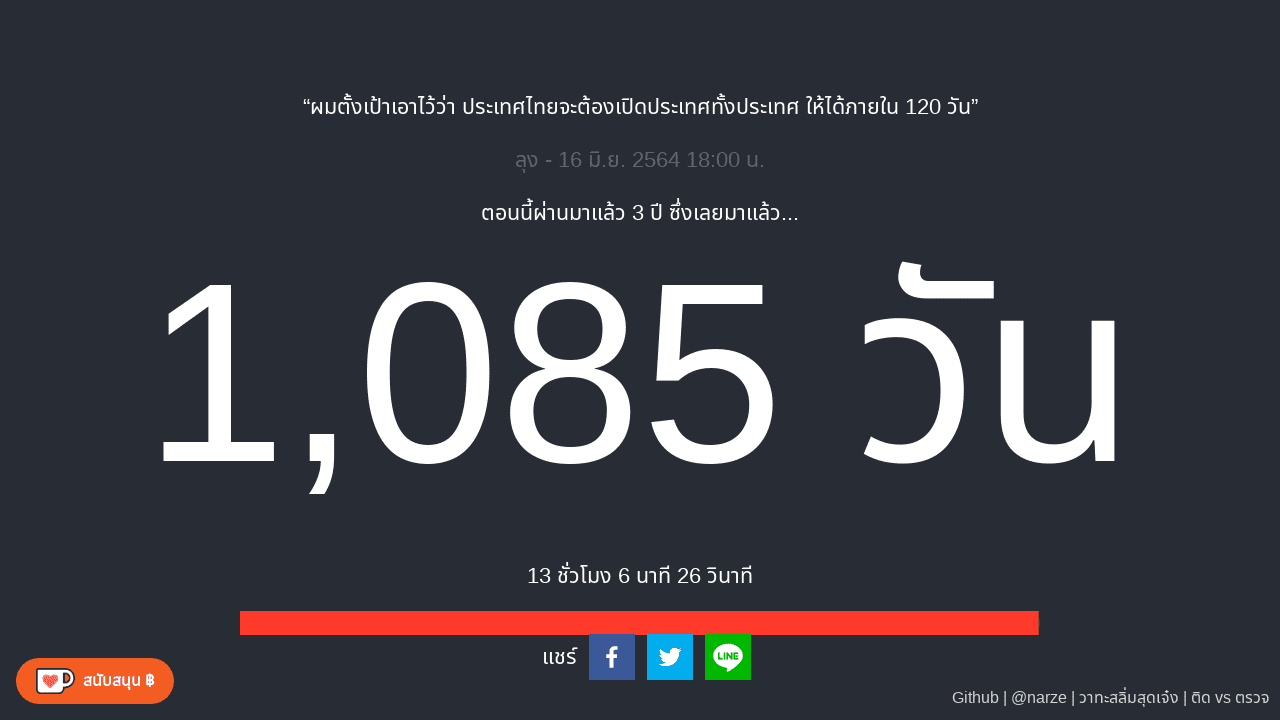 “ผมตั้งเป้าเอาไว้ว่า ประเทศไทยจะต้องเปิดประเทศทั้งประเทศ ให้ได้ภายใน 120 วัน”
ลุง - 16 มิ.ย. 2564 18:00 น.
ตอนนี้ผ่านมาแล้ว 3 ปี ซึ่งเลยมาแล้ว...
1,085 วัน
13 ชั่วโมง 6 นาที 26 วินาที
แชร์
LINE
สนับสนุน ฿
Github | @narze | วาทะสลิ่มสุดเจ๋ง | ติด vs ตรวจ